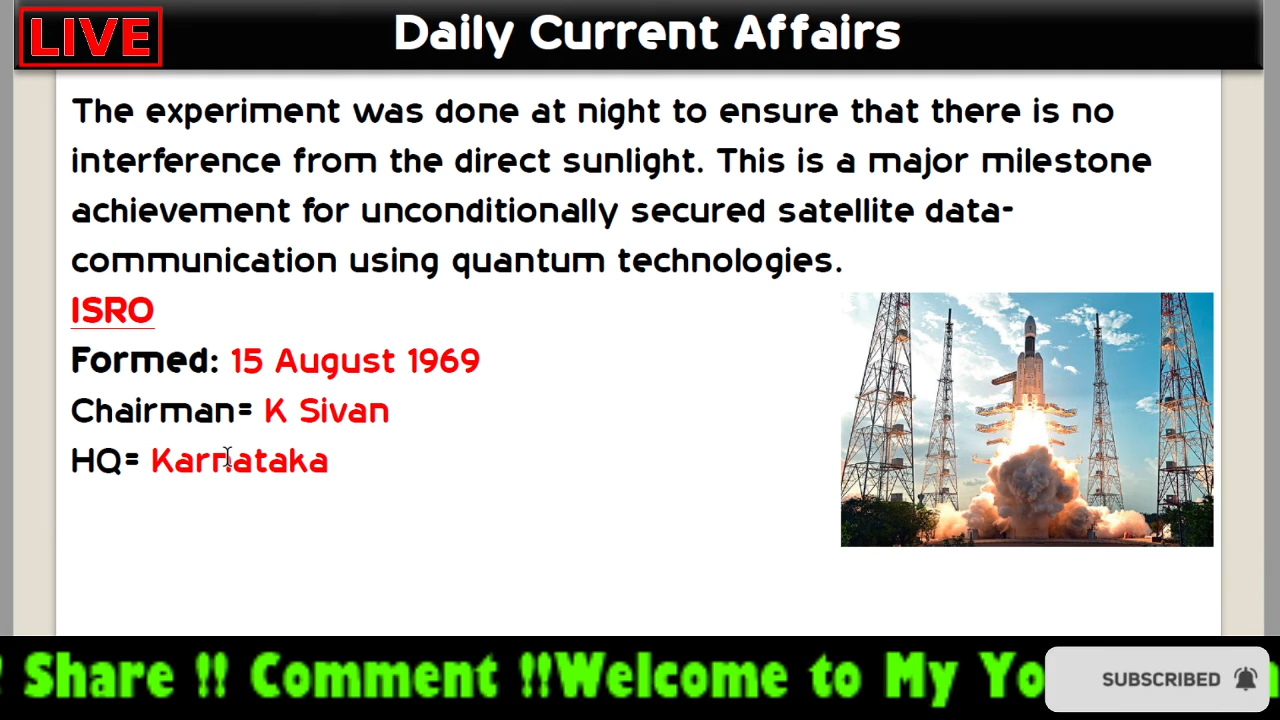 LIVE
Daily Current Affairs
The experiment was done at night to ensure that there is no
interference from the direct sunlight. This is a major milestone
achievement for unconditionally secured satellite data-
communication using quantum technologies.
ISRO
Formed: 15 August 1969
Chairman= K Sivan
HQ= Karnataka
Share !! Comment !!Welcome to My Yo
SUBSCRIBED